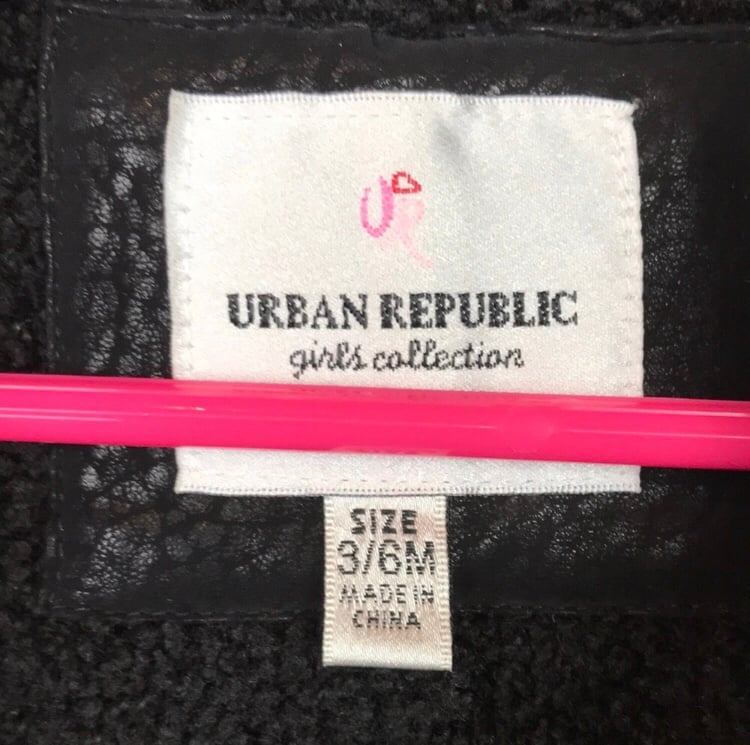 UR
URBAN REPUBLIC
girls collection
SIZE
3/6M
MADE IN
CHINA